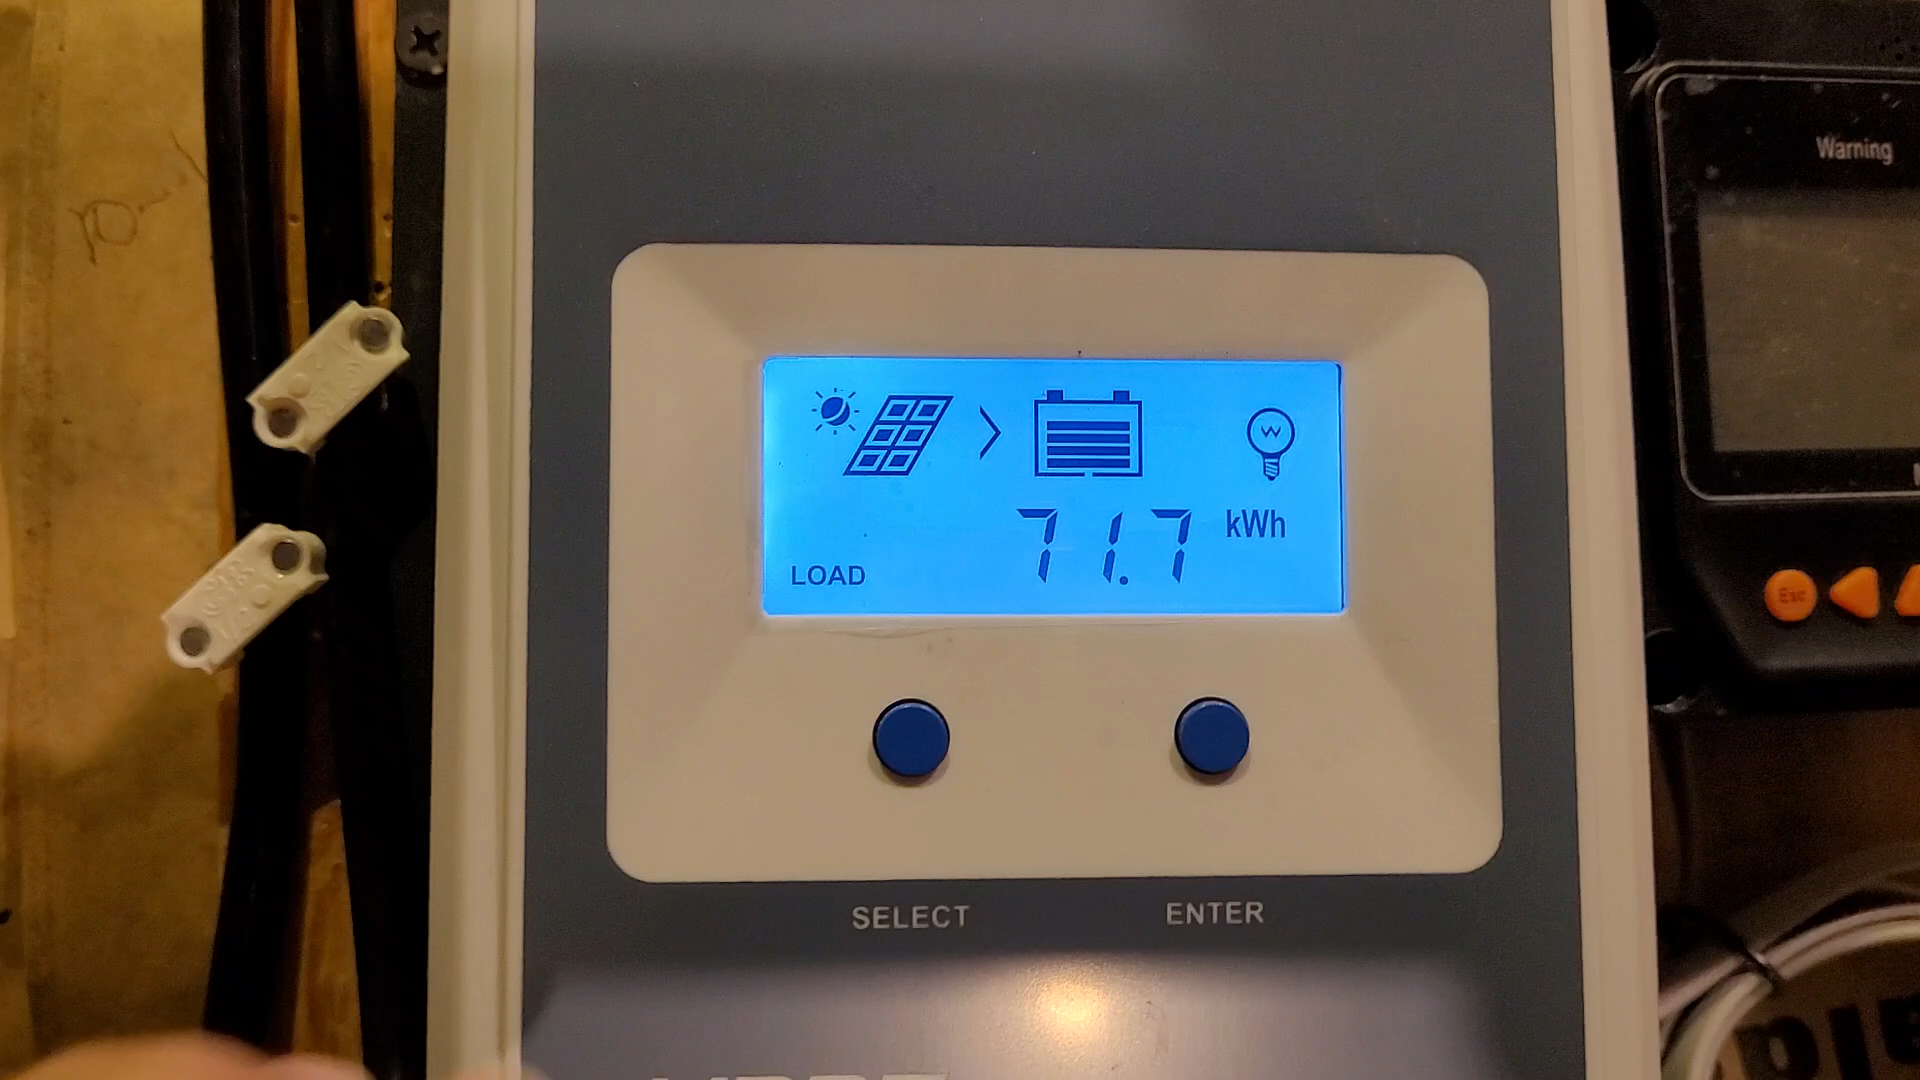 Warning
71.7 kWh
LOAD
Esc
SELECT
ENTER